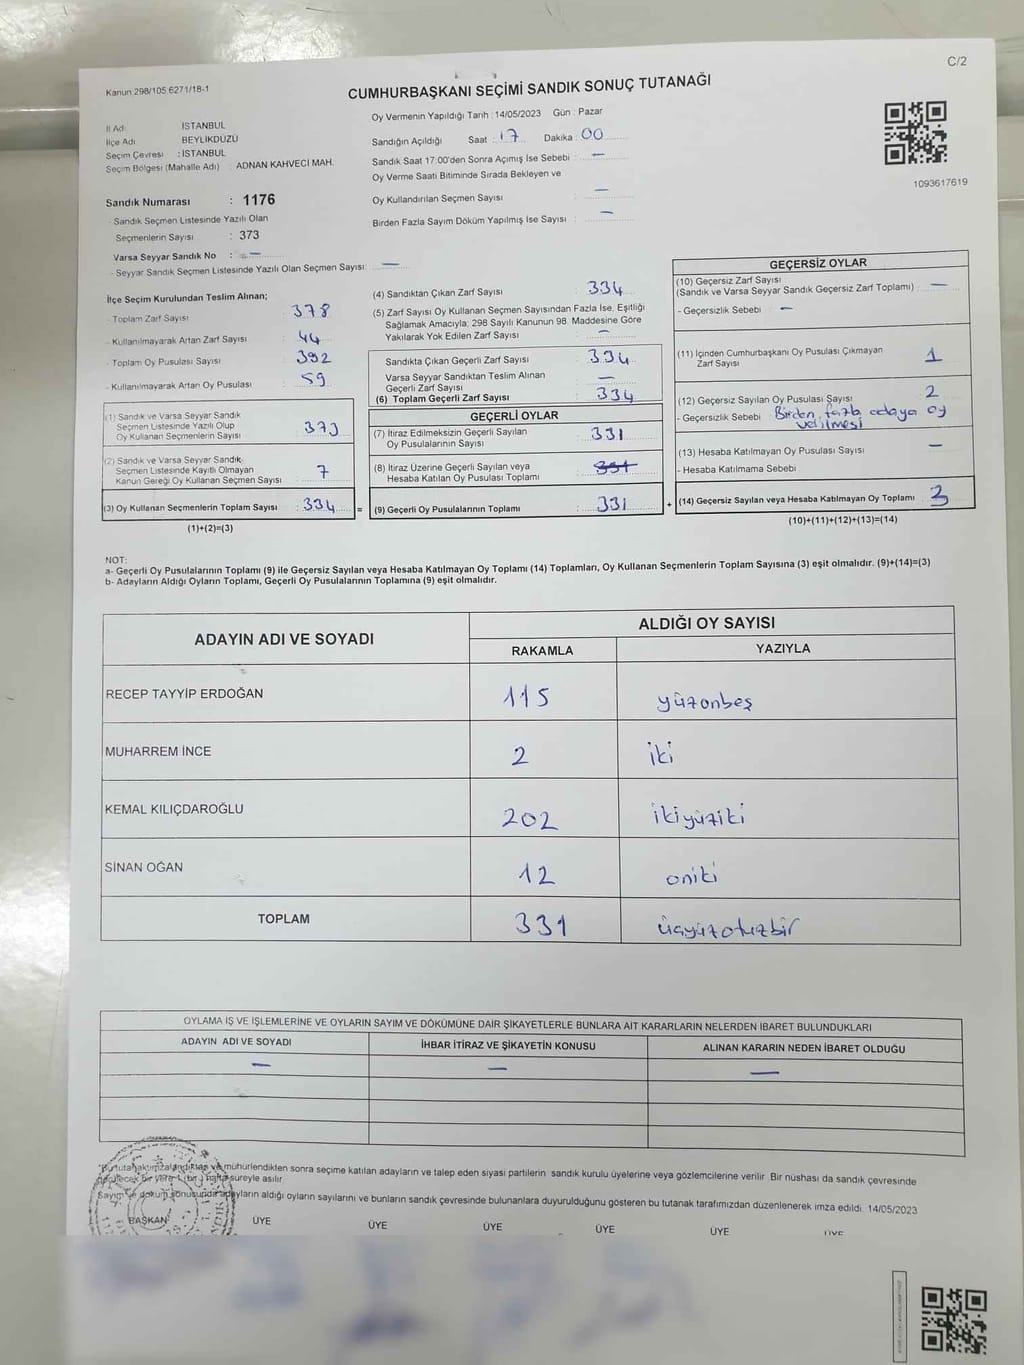 C/2
Kanun 298/105 6271/18-1
CUMHURBAŞKANI SEÇİMİ SANDIK SONUÇ TUTANAĞI
İl Adı İSTANBUL
İlçe Adı BEYLİKDÜZÜ
Seçim Çevresi : İSTANBUL
Seçim Bölgesi (Mahalle Adı) : ADNAN KAHVECİ MAH.
Sandık Numarası : 1176
- Sandık Seçmen Listesinde Yazılı Olan
Seçmenlerin Sayısı : 373
Varsa Seyyar Sandık No : —
- Seyyar Sandık Seçmen Listesinde Yazılı Olan Seçmen Sayısı: —
Oy Vermenin Yapıldığı Tarih : 14/05/2023 Gün : Pazar
Sandığın Açıldığı Saat : 17 Dakika : 00
Sandık Saat 17:00'den Sonra Açımış İse Sebebi : —
Oy Verme Saati Bitiminde Sırada Bekleyen ve
Oy Kullandırılan Seçmen Sayısı : —
Birden Fazla Sayım Döküm Yapılmış İse Sayısı : —
1093617619
İlçe Seçim Kurulundan Teslim Alınan;
- Toplam Zarf Sayısı : 378
- Kullanılmayarak Artan Zarf Sayısı : 44
- Toplam Oy Pusulası Sayısı : 392
- Kullanılmayarak Artan Oy Pusulası : 59
(1) Sandık ve Varsa Seyyar Sandık
Seçmen Listesinde Yazılı Olup
Oy Kullanan Seçmenlerin Sayısı : 373
(2) Sandık ve Varsa Seyyar Sandık
Seçmen Listesinde Kayıtlı Olmayan
Kanun Gereği Oy Kullanan Seçmen Sayısı : 7
(3) Oy Kullanan Seçmenlerin Toplam Sayısı : 334 =
(1)+(2)=(3)
(4) Sandıktan Çıkan Zarf Sayısı : 334
(5) Zarf Sayısı Oy Kullanan Seçmen Sayısından Fazla İse, Eşitliği
Sağlamak Amacıyla, 298 Sayılı Kanunun 98. Maddesine Göre
Yakılarak Yok Edilen Zarf Sayısı : —
Sandıkta Çıkan Geçerli Zarf Sayısı : 334
Varsa Seyyar Sandıktan Teslim Alınan
Geçerli Zarf Sayısı : —
(6) Toplam Geçerli Zarf Sayısı : 334
GEÇERLİ OYLAR
(7) İtiraz Edilmeksizin Geçerli Sayılan
Oy Pusulalarının Sayısı : 331
(8) İtiraz Üzerine Geçerli Sayılan veya
Hesaba Katılan Oy Pusulası Toplamı :
(9) Geçerli Oy Pusulalarının Toplamı : 331 +
GEÇERSİZ OYLAR
(10) Geçersiz Zarf Sayısı
(Sandık ve Varsa Seyyar Sandık Geçersiz Zarf Toplamı) : —
- Geçersizlik Sebebi : —
(11) İçinden Cumhurbaşkanı Oy Pusulası Çıkmayan
Zarf Sayısı : 1
(12) Geçersiz Sayılan Oy Pusulası Sayısı : 2
- Geçersizlik Sebebi : Birden fazla adaya oy
verilmesi
(13) Hesaba Katılmayan Oy Pusulası Sayısı : —
- Hesaba Katılmama Sebebi
(14) Geçersiz Sayılan veya Hesaba Katılmayan Oy Toplamı : 3
(10)+(11)+(12)+(13)=(14)
NOT:
a- Geçerli Oy Pusulalarının Toplamı (9) ile Geçersiz Sayılan veya Hesaba Katılmayan Oy Toplamı (14) Toplamları, Oy Kullanan Seçmenlerin Toplam Sayısına (3) eşit olmalıdır. (9)+(14)=(3)
b- Adayların Aldığı Oyların Toplamı, Geçerli Oy Pusulalarının Toplamına (9) eşit olmalıdır.
ADAYIN ADI VE SOYADI ALDIĞI OY SAYISI
RAKAMLA YAZIYLA
RECEP TAYYİP ERDOĞAN 115 yüzonbeş
MUHARREM İNCE 2 iki
KEMAL KILIÇDAROĞLU 202 ikiyüziki
SİNAN OĞAN 12 oniki
TOPLAM 331 üçyüzotuzbir
OYLAMA İŞ VE İŞLEMLERİNE VE OYLARIN SAYIM VE DÖKÜMÜNE DAİR ŞİKAYETLERLE BUNLARA AİT KARARLARIN NELERDEN İBARET BULUNDUKLARI
ADAYIN ADI VE SOYADI İHBAR İTİRAZ VE ŞİKAYETİN KONUSU ALINAN KARARIN NEDEN İBARET OLDUĞU
— — —
*Bu tutanak imzalandıktan ve mühürlendikten sonra seçime katılan adayların ve talep eden siyasi partilerin sandık kurulu üyelerine veya gözlemcilerine verilir. Bir nüshası da sandık çevresinde
görülecek bir yere 1 (bir) hafta süreyle asılır.
Sayım ve döküm sonucunda adayların aldığı oyların sayılarını ve bunların sandık çevresinde bulunanlara duyurulduğunu gösteren bu tutanak tarafımızdan düzenlenerek imza edildi. 14/05/2023
BAŞKAN ÜYE ÜYE ÜYE ÜYE ÜYE ÜYE